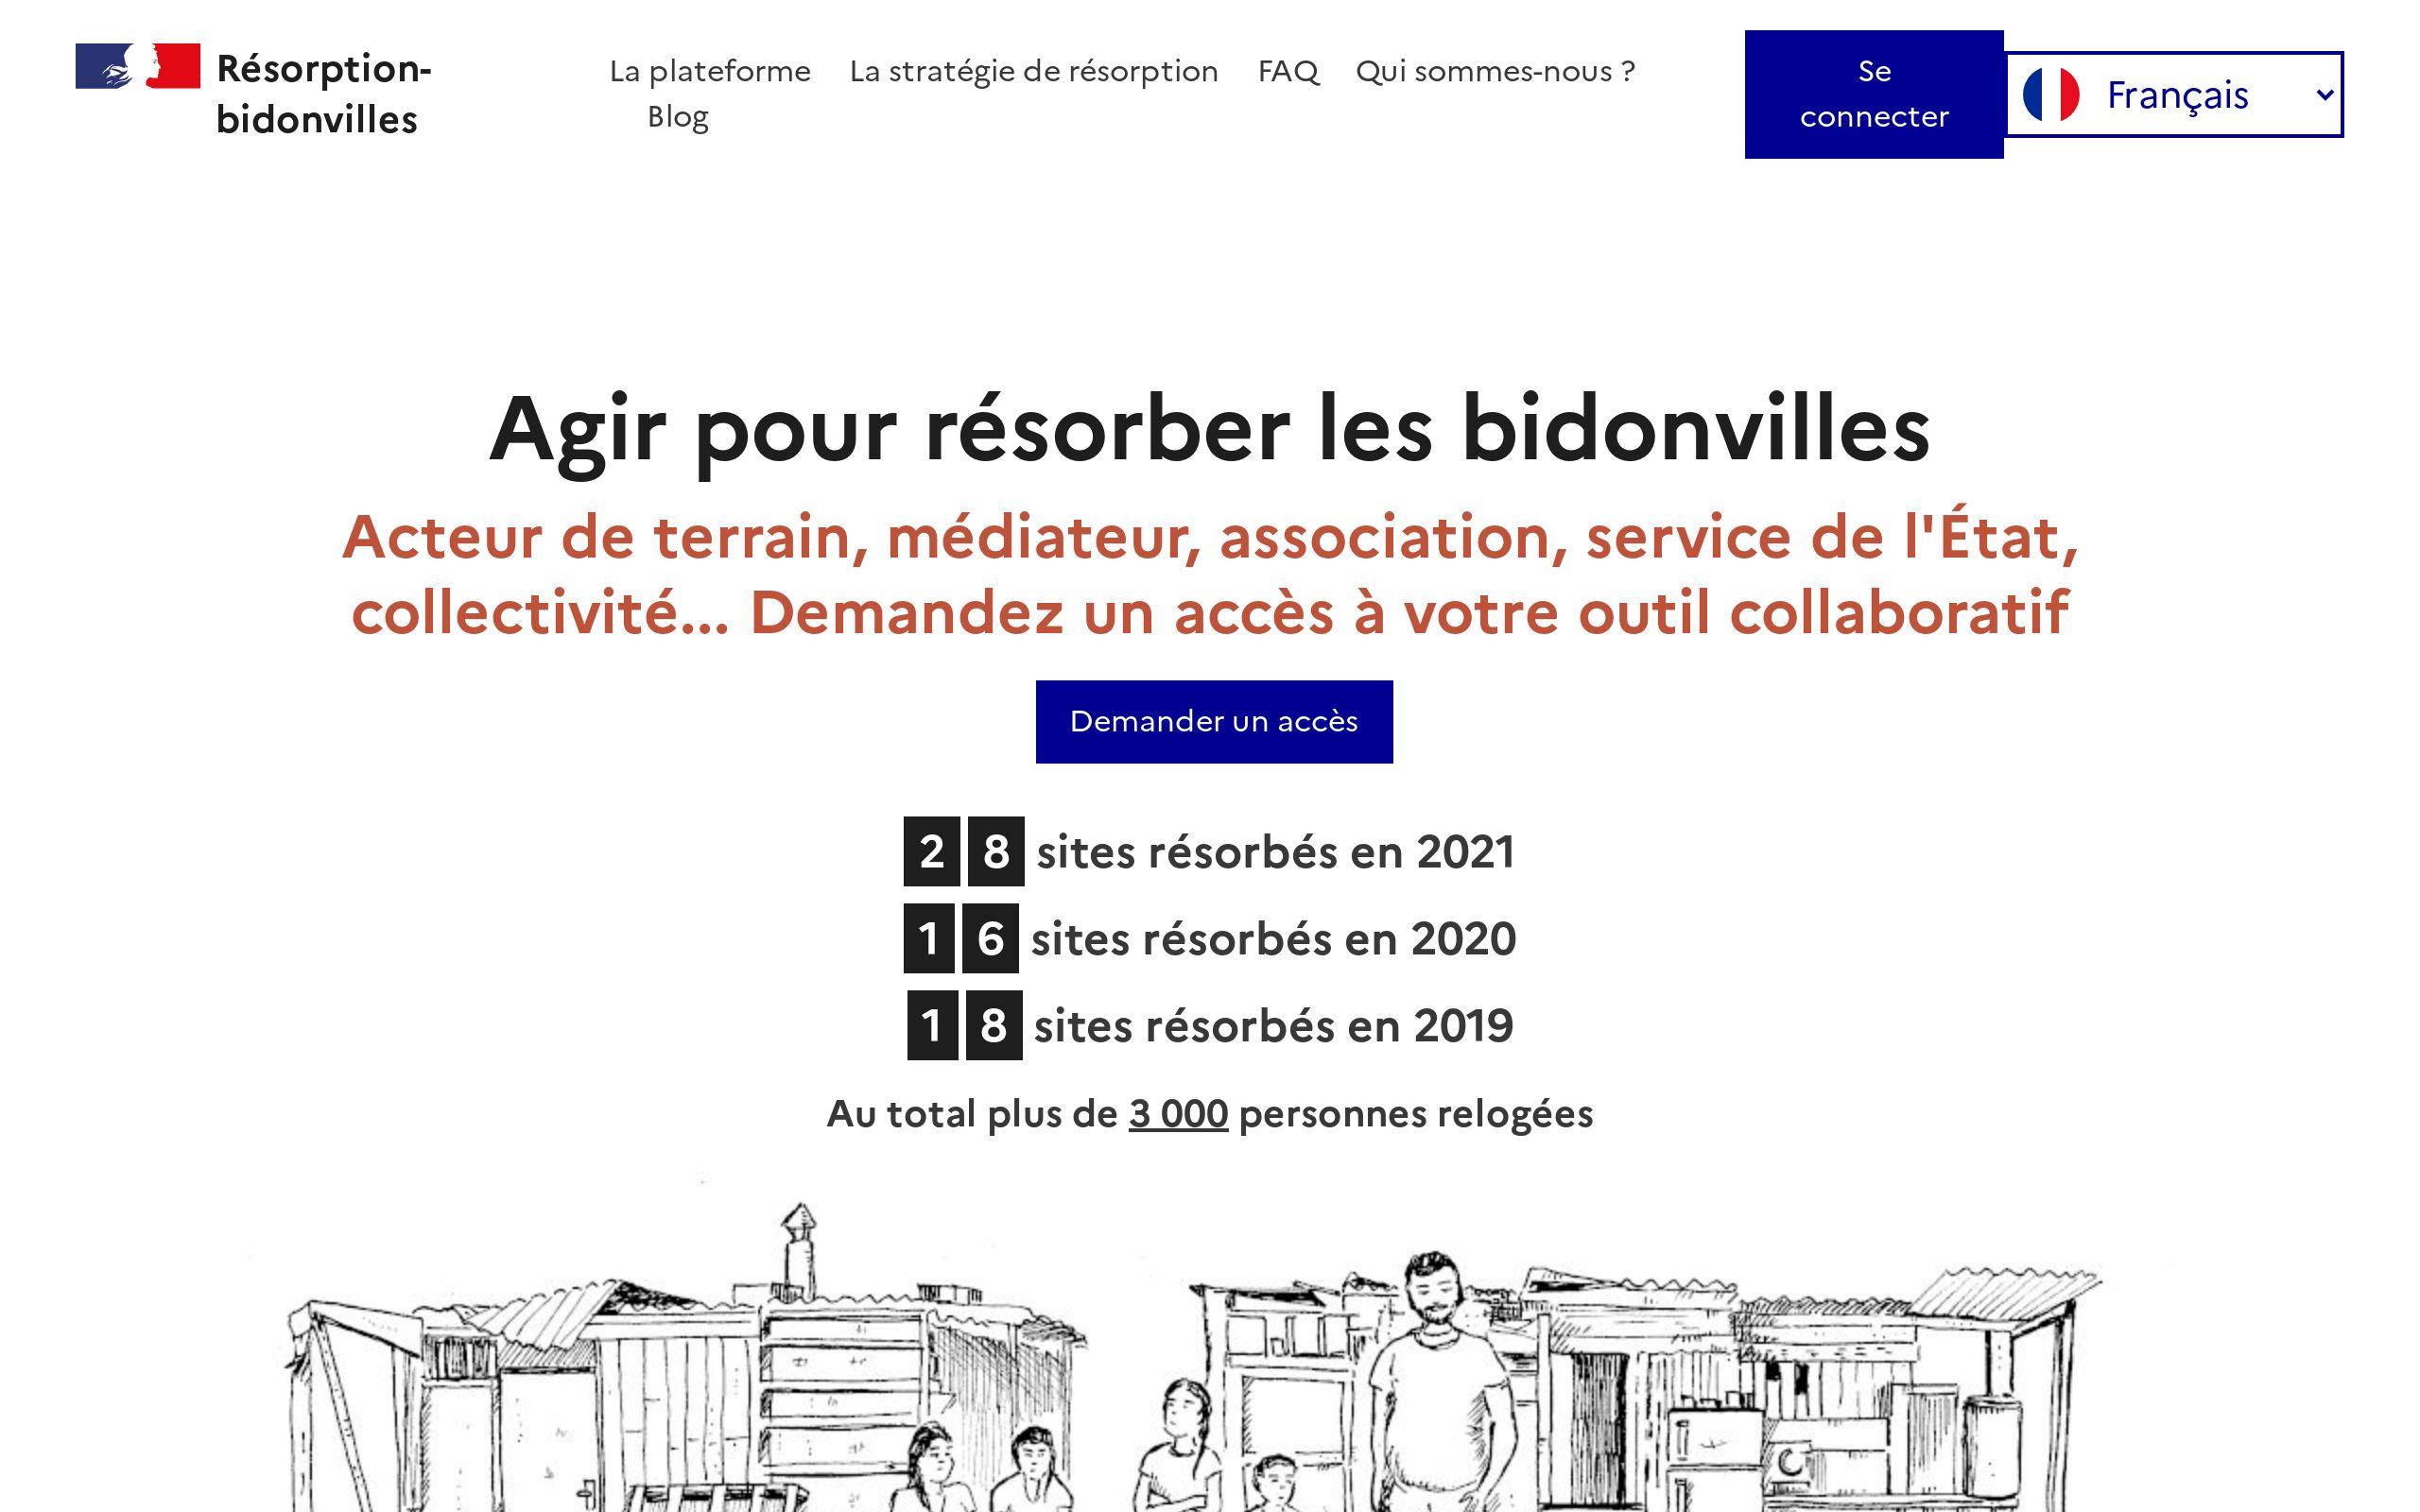 Résorption-
bidonvilles
La plateforme La stratégie de résorption FAQ Qui sommes-nous ?
Blog
Se
connecter
Français
Agir pour résorber les bidonvilles
Acteur de terrain, médiateur, association, service de l'État,
collectivité... Demandez un accès à votre outil collaboratif
Demander un accès
28 sites résorbés en 2021
16 sites résorbés en 2020
18 sites résorbés en 2019
Au total plus de 3 000 personnes relogées